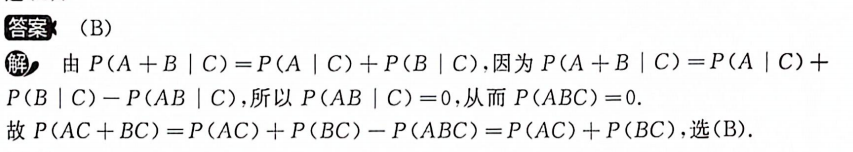 答案 (B)
解 由 P(A+B | C)=P(A | C)+P(B | C),因为 P(A+B | C)=P(A | C)+
P(B | C)-P(AB | C),所以 P(AB | C)=0,从而 P(ABC)=0.
故 P(AC+BC)=P(AC)+P(BC)-P(ABC)=P(AC)+P(BC),选(B).